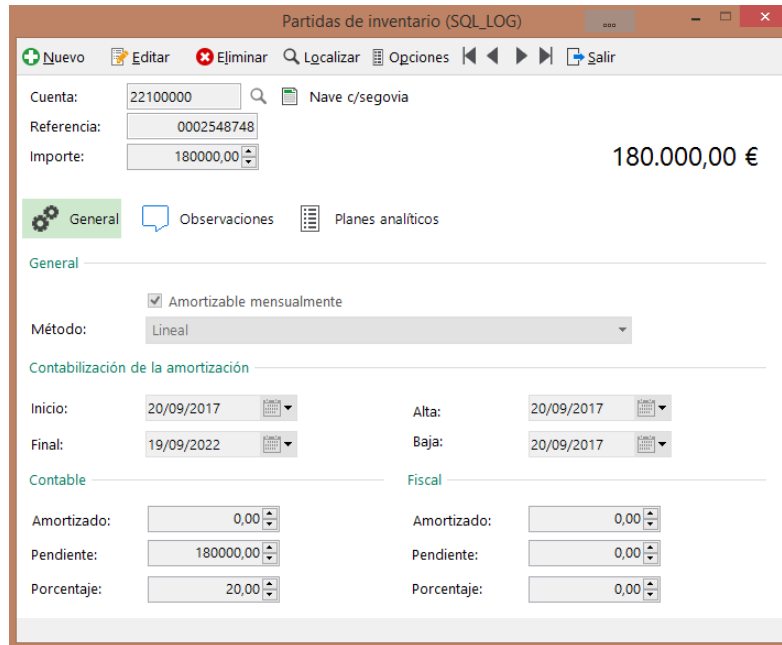 Partidas de inventario (SQL_LOG)
Nuevo Editar Eliminar Localizar Opciones Salir
Cuenta: 22100000 Nave c/segovia
Referencia: 0002548748
Importe: 180000,00 180.000,00 €
General Observaciones Planes analíticos
General
Amortizable mensualmente
Método: Lineal
Contabilización de la amortización
Inicio: 20/09/2017 Alta: 20/09/2017
Final: 19/09/2022 Baja: 20/09/2017
Contable Fiscal
Amortizado: 0,00 Amortizado: 0,00
Pendiente: 180000,00 Pendiente: 0,00
Porcentaje: 20,00 Porcentaje: 0,00